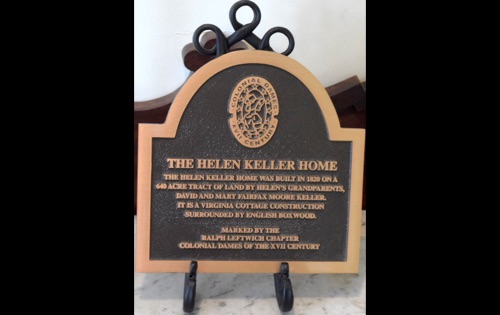 COLONIAL DAMES
XVII CENTURY
THE HELEN KELLER HOME
THE HELEN KELLER HOME WAS BUILT IN 1820 ON A
640 ACRE TRACT OF LAND BY HELEN'S GRANDPARENTS,
DAVID AND MARY FAIRFAX MOORE KELLER.
IT IS A VIRGINIA COTTAGE CONSTRUCTION
SURROUNDED BY ENGLISH BOXWOOD.
MARKED BY THE
RALPH LEFTWICH CHAPTER
COLONIAL DAMES OF THE XVII CENTURY